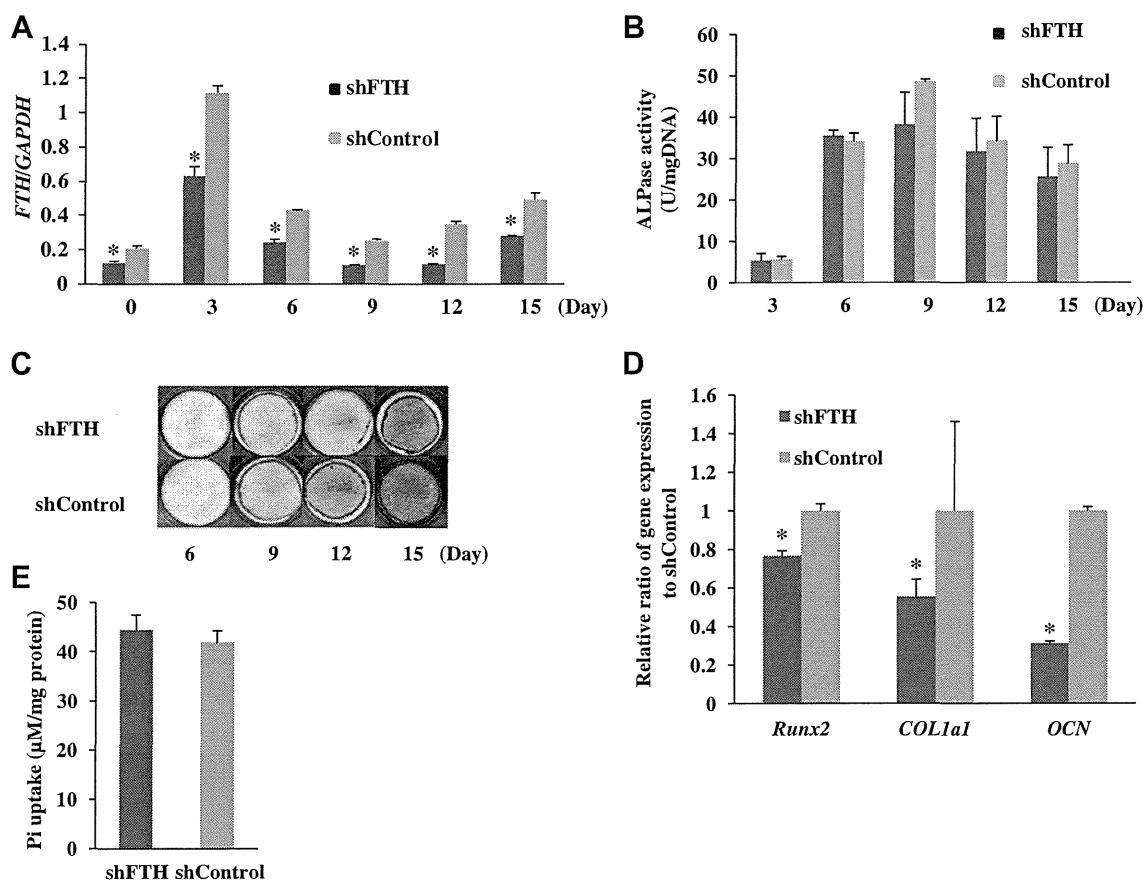 A
FTH/GAPDH
1.4
1.2
1
0.8
0.6
0.4
0.2
0
shFTH
shControl
*
*
*
*
*
*
0 3 6 9 12 15 (Day)
B
ALPase activity
(U/mgDNA)
60
50
40
30
20
10
0
shFTH
shControl
3 6 9 12 15 (Day)
C
shFTH
shControl
6 9 12 15 (Day)
D
Relative ratio of gene expression
to shControl
1.6
1.4
1.2
1
0.8
0.6
0.4
0.2
0
shFTH
shControl
*
*
*
Runx2 COL1a1 OCN
E
Pi uptake (μM/mg protein)
50
40
30
20
10
0
shFTH shControl